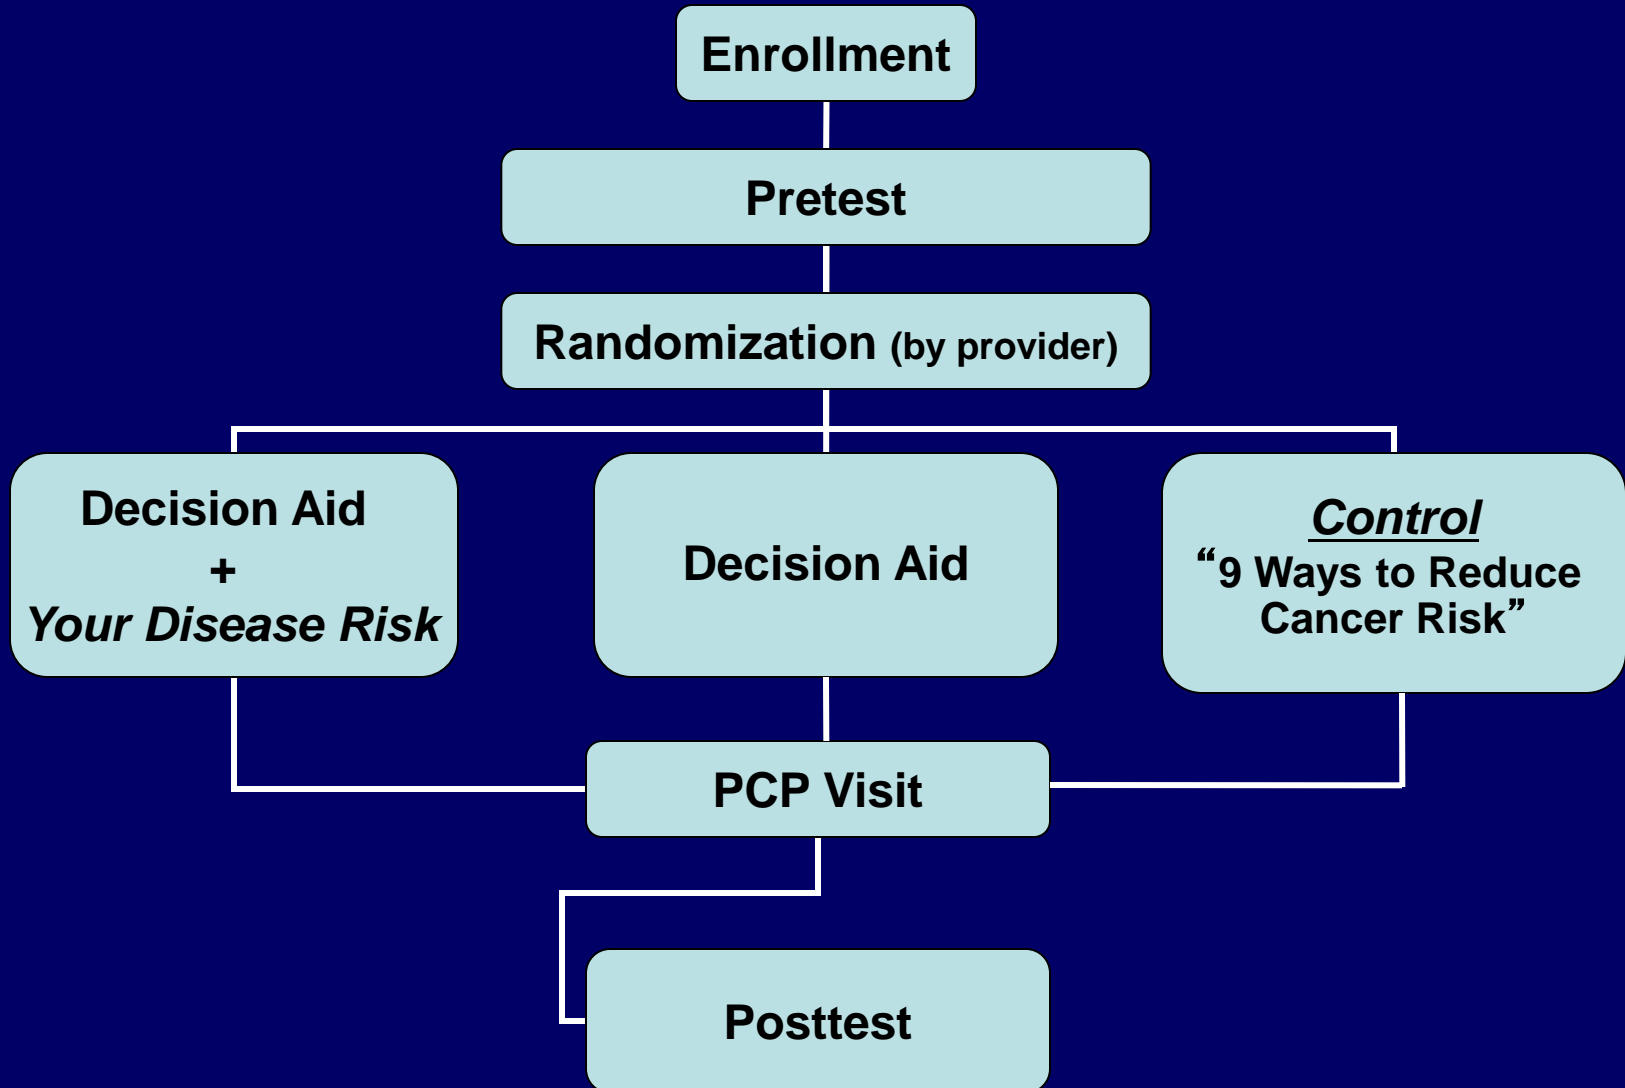 Enrollment
Pretest
Randomization (by provider)
Decision Aid
+
Your Disease Risk
Decision Aid
Control
“9 Ways to Reduce
Cancer Risk”
PCP Visit
Posttest